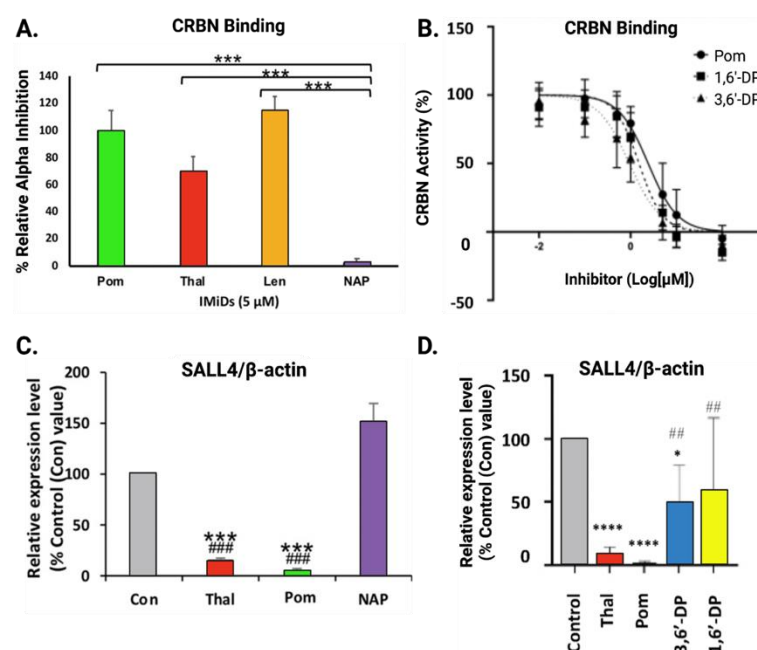 A.
CRBN Binding
***
***
***
% Relative Alpha Inhibition
140
120
100
80
60
40
20
0
Pom Thal Len NAP
IMiDs (5 µM)
B.
CRBN Binding
Pom
1,6'-DP
3,6'-DP
CRBN Activity (%)
100
50
0
-50
-2 0
Inhibitor (Log[µM])
C.
SALL4/β-actin
Relative expression level
(% Control (Con) value)
200
150
100
50
0
***
###
***
###
Con Thal Pom NAP
D.
SALL4/β-actin
Relative expression level
(% Control (Con) value)
150
100
50
0
****
****
##
*
##
Control
Thal
Pom
3,6'-DP
1,6'-DP